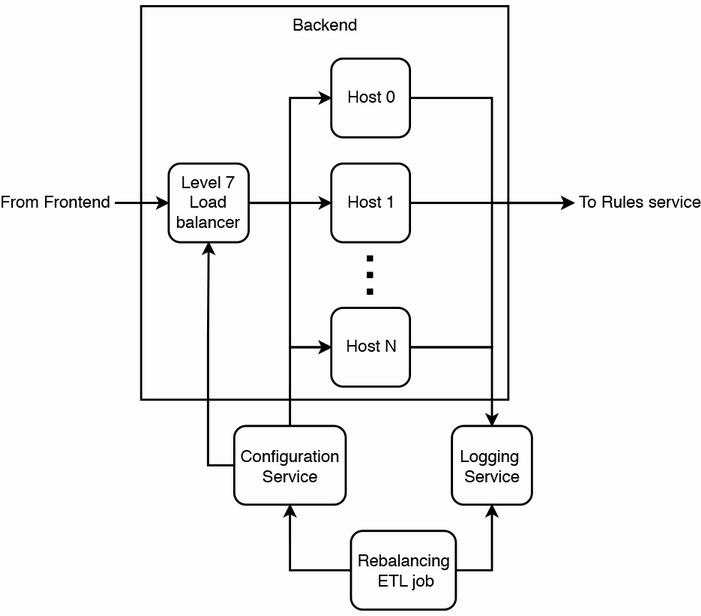 Backend
Host 0
From Frontend
Level 7
Load
balancer
Host 1
To Rules service
Host N
Configuration
Service
Logging
Service
Rebalancing
ETL job